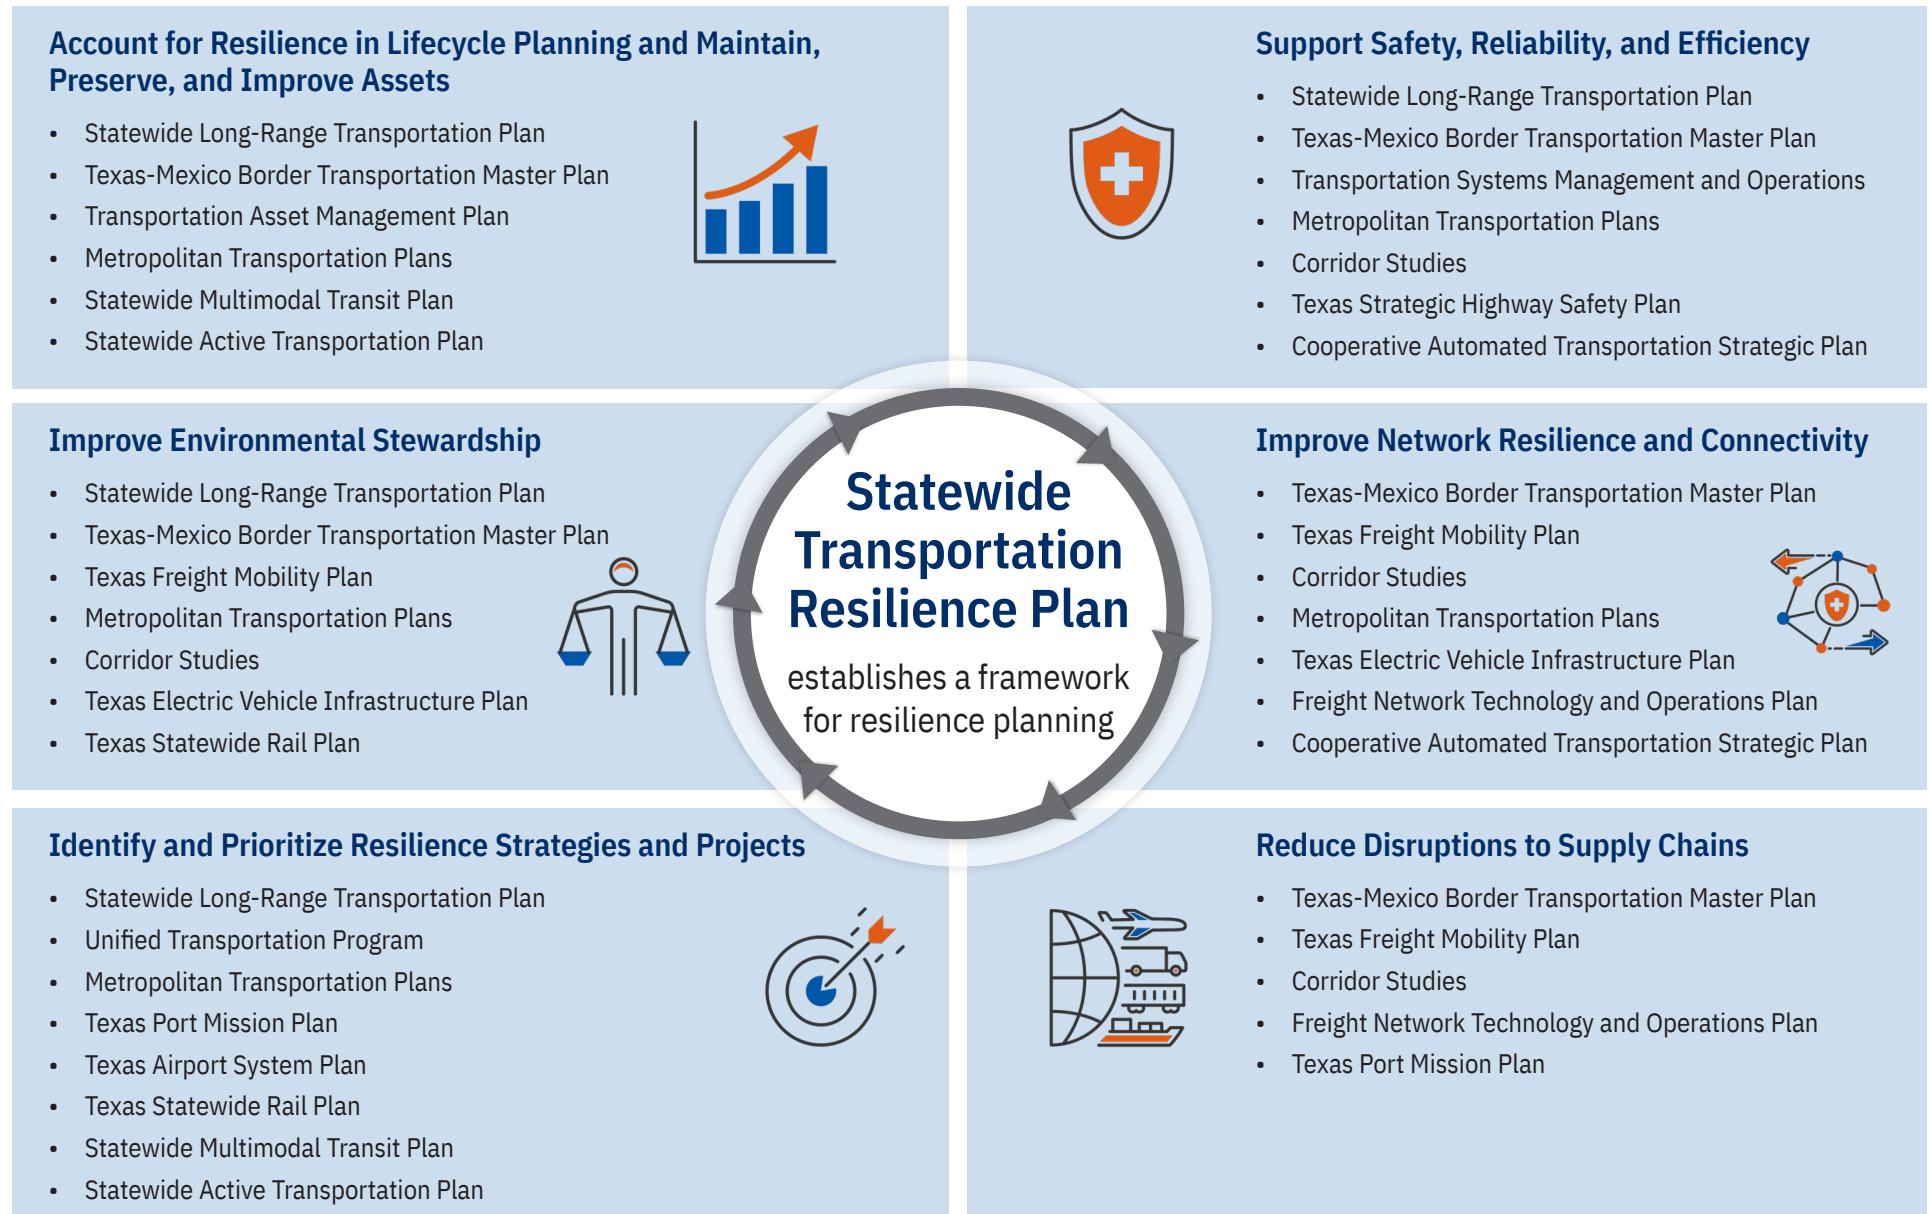 Account for Resilience in Lifecycle Planning and Maintain,
Preserve, and Improve Assets
• Statewide Long-Range Transportation Plan
• Texas-Mexico Border Transportation Master Plan
• Transportation Asset Management Plan
• Metropolitan Transportation Plans
• Statewide Multimodal Transit Plan
• Statewide Active Transportation Plan
Support Safety, Reliability, and Efficiency
• Statewide Long-Range Transportation Plan
• Texas-Mexico Border Transportation Master Plan
• Transportation Systems Management and Operations
• Metropolitan Transportation Plans
• Corridor Studies
• Texas Strategic Highway Safety Plan
• Cooperative Automated Transportation Strategic Plan
Improve Environmental Stewardship
• Statewide Long-Range Transportation Plan
• Texas-Mexico Border Transportation Master Plan
• Texas Freight Mobility Plan
• Metropolitan Transportation Plans
• Corridor Studies
• Texas Electric Vehicle Infrastructure Plan
• Texas Statewide Rail Plan
Statewide
Transportation
Resilience Plan
establishes a framework
for resilience planning
Improve Network Resilience and Connectivity
• Texas-Mexico Border Transportation Master Plan
• Texas Freight Mobility Plan
• Corridor Studies
• Metropolitan Transportation Plans
• Texas Electric Vehicle Infrastructure Plan
• Freight Network Technology and Operations Plan
• Cooperative Automated Transportation Strategic Plan
Identify and Prioritize Resilience Strategies and Projects
• Statewide Long-Range Transportation Plan
• Unified Transportation Program
• Metropolitan Transportation Plans
• Texas Port Mission Plan
• Texas Airport System Plan
• Texas Statewide Rail Plan
• Statewide Multimodal Transit Plan
• Statewide Active Transportation Plan
Reduce Disruptions to Supply Chains
• Texas-Mexico Border Transportation Master Plan
• Texas Freight Mobility Plan
• Corridor Studies
• Freight Network Technology and Operations Plan
• Texas Port Mission Plan